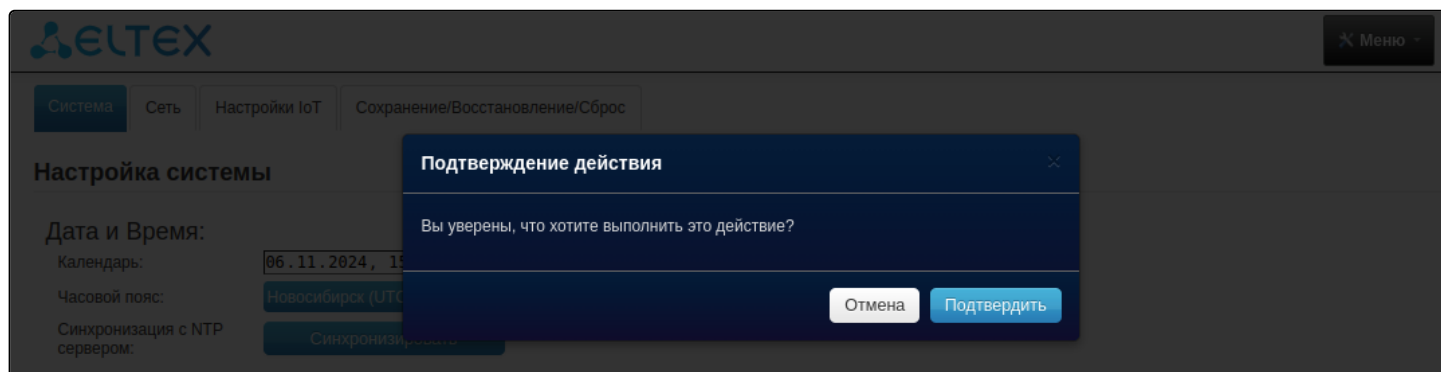 ELTEX
Меню
Система Сеть Настройки IoT Сохранение/Восстановление/Сброс
Подтверждение действия
Настройка системы
Вы уверены, что хотите выполнить это действие?
Дата и Время:
Календарь: 06.11.2024, 15
Часовой пояс: Новосибирск (UTC
Отмена Подтвердить
Синхронизация с NTP
сервером: Синхронизировать